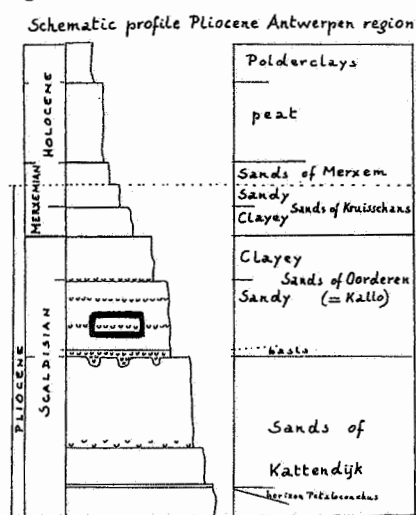 Schematic profile Pliocene Antwerpen region
HOLOCENE
MERXEMIAN
SCALDISIAN
PLIOCENE
Polderclays
peat
Sands of Merxem
Sandy
Sands of Kruisschans
Clayey
Clayey
Sands of Oorderen
Sandy (= Kallo)
basis
Sands of
Kattendijk
horizon Petaloconchus